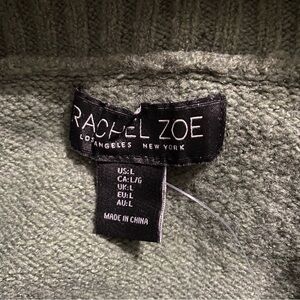 RACHEL ZOE
LOS ANGELES NEW YORK
US:L
CA:L/G
UK:L
EU:L
AU:L
MADE IN CHINA